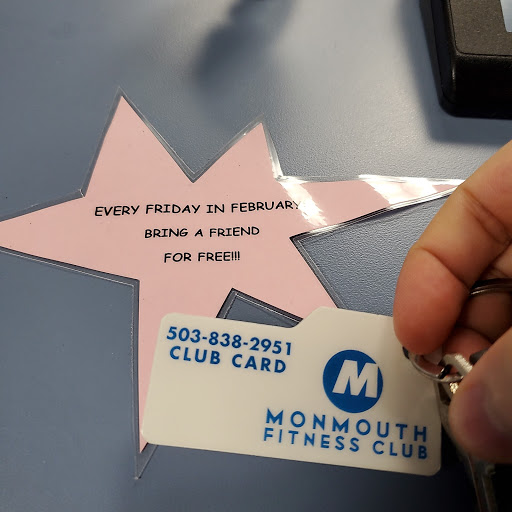 EVERY FRIDAY IN FEBRUARY
BRING A FRIEND
FOR FREE!!!
503-838-2951
CLUB CARD
M
MONMOUTH
FITNESS CLUB